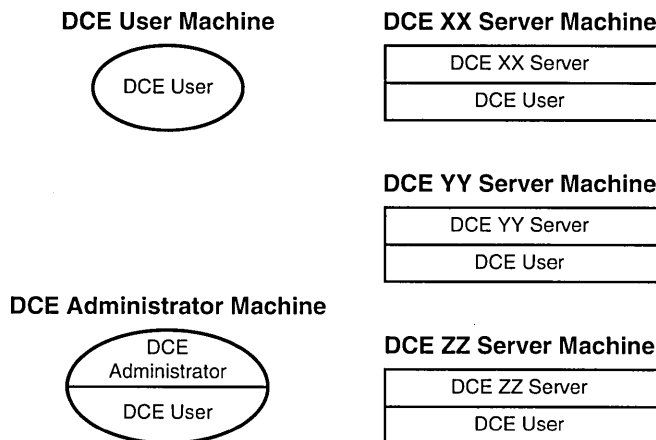 DCE User Machine
DCE User
DCE Administrator Machine
DCE
Administrator
DCE User
DCE XX Server Machine
DCE XX Server
DCE User
DCE YY Server Machine
DCE YY Server
DCE User
DCE ZZ Server Machine
DCE ZZ Server
DCE User